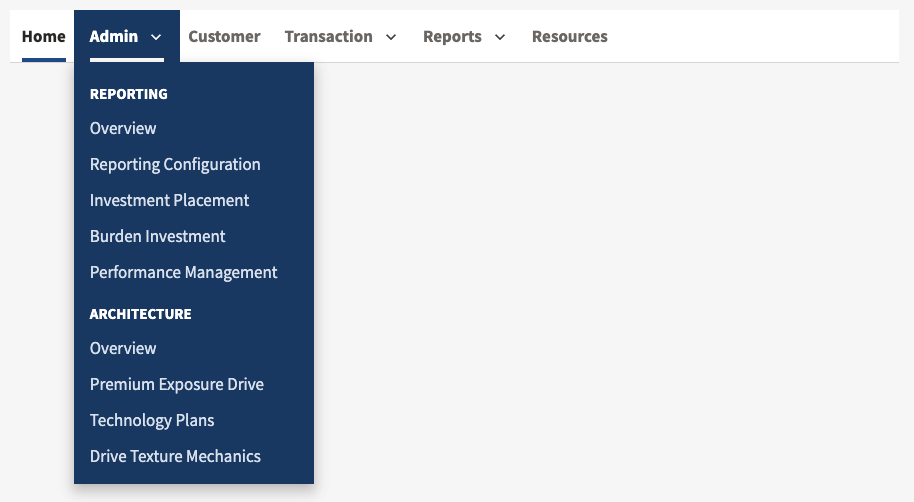 Home Admin Customer Transaction Reports Resources
REPORTING
Overview
Reporting Configuration
Investment Placement
Burden Investment
Performance Management
ARCHITECTURE
Overview
Premium Exposure Drive
Technology Plans
Drive Texture Mechanics